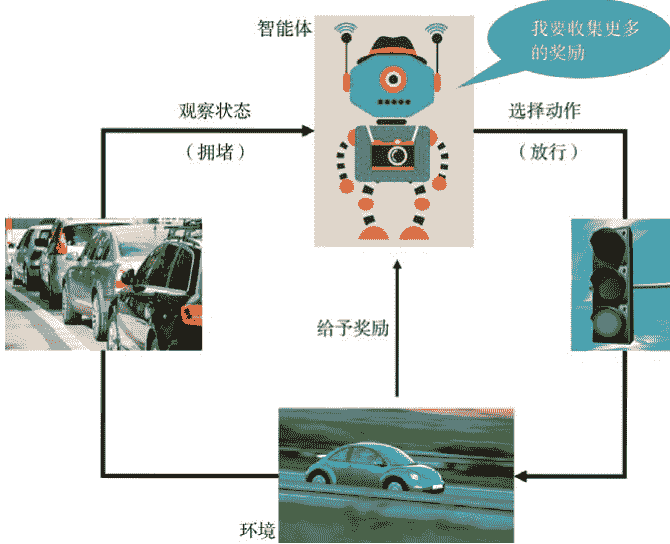 智能体
我要收集更多
的奖励
观察状态
（拥堵）
选择动作
（放行）
给予奖励
环境